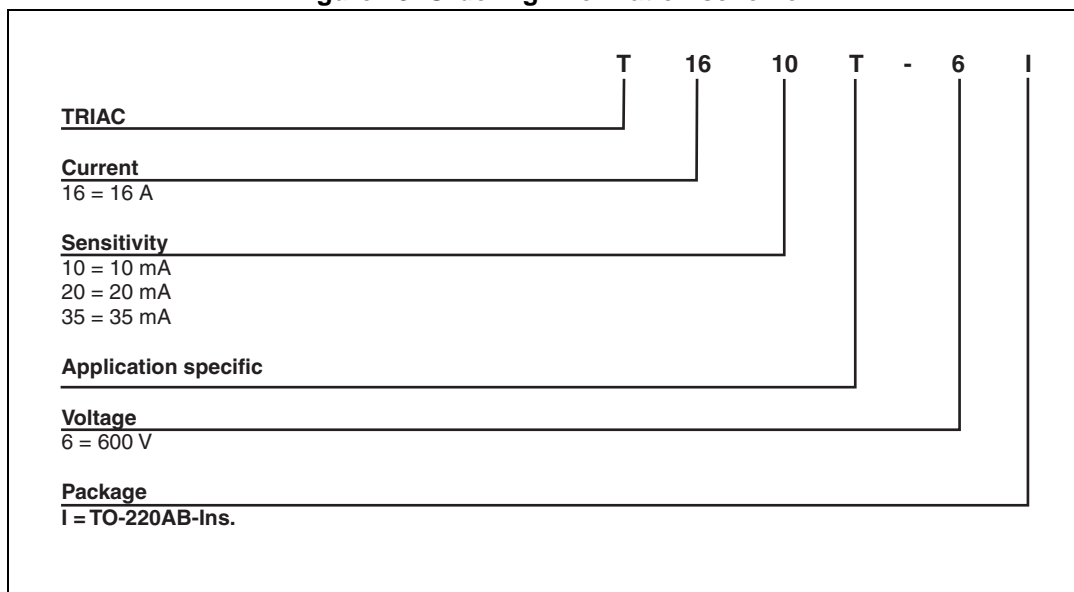 T 16 10 T - 6 I
TRIAC
Current
16 = 16 A
Sensitivity
10 = 10 mA
20 = 20 mA
35 = 35 mA
Application specific
Voltage
6 = 600 V
Package
I = TO-220AB-Ins.